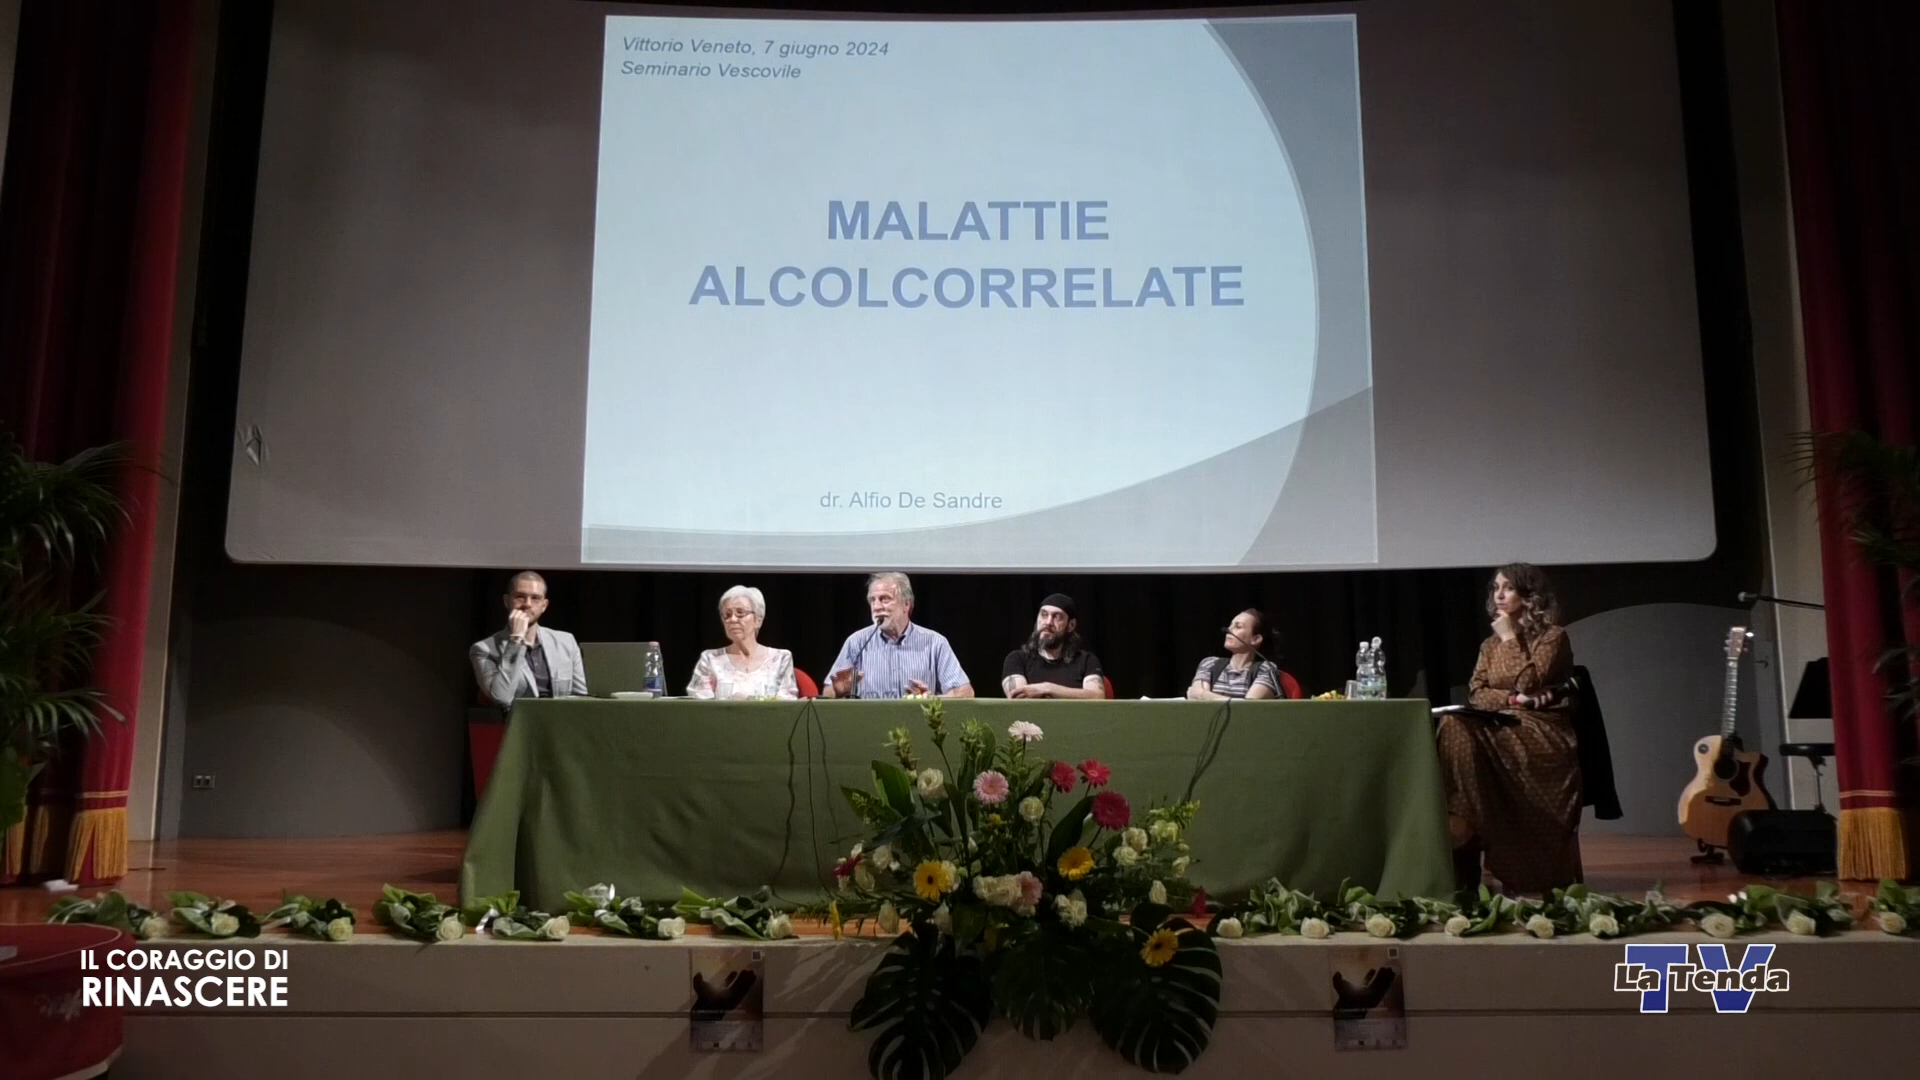 Vittorio Veneto, 7 giugno 2024
Seminario Vescovile
MALATTIE
ALCOLCORRELATE
dr. Alfio De Sandre
IL CORAGGIO DI
RINASCERE
TV
La Tenda